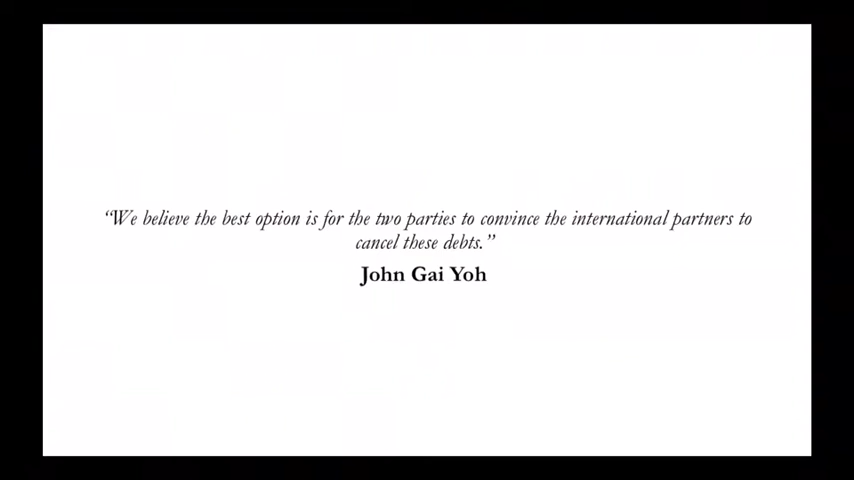 “We believe the best option is for the two parties to convince the international partners to
cancel these debts.”
John Gai Yoh